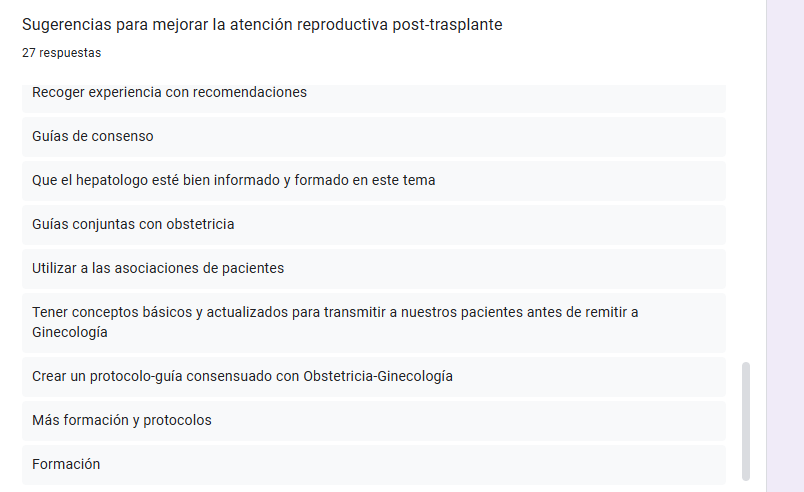 Sugerencias para mejorar la atención reproductiva post-trasplante
27 respuestas
Recoger experiencia con recomendaciones
Guías de consenso
Que el hepatologo esté bien informado y formado en este tema
Guías conjuntas con obstetricia
Utilizar a las asociaciones de pacientes
Tener conceptos básicos y actualizados para transmitir a nuestros pacientes antes de remitir a
Ginecología
Crear un protocolo-guía consensuado con Obstetricia-Ginecología
Más formación y protocolos
Formación